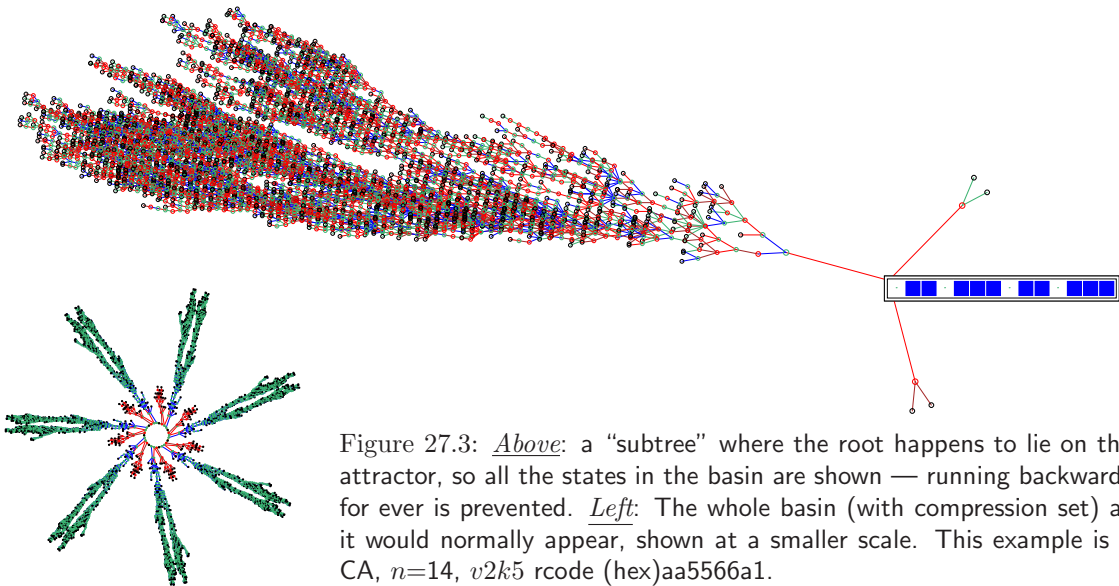 Figure 27.3: Above: a “subtree” where the root happens to lie on th
attractor, so all the states in the basin are shown — running backward
for ever is prevented. Left: The whole basin (with compression set) a
it would normally appear, shown at a smaller scale. This example is
CA, n=14, v2k5 rcode (hex)aa5566a1.